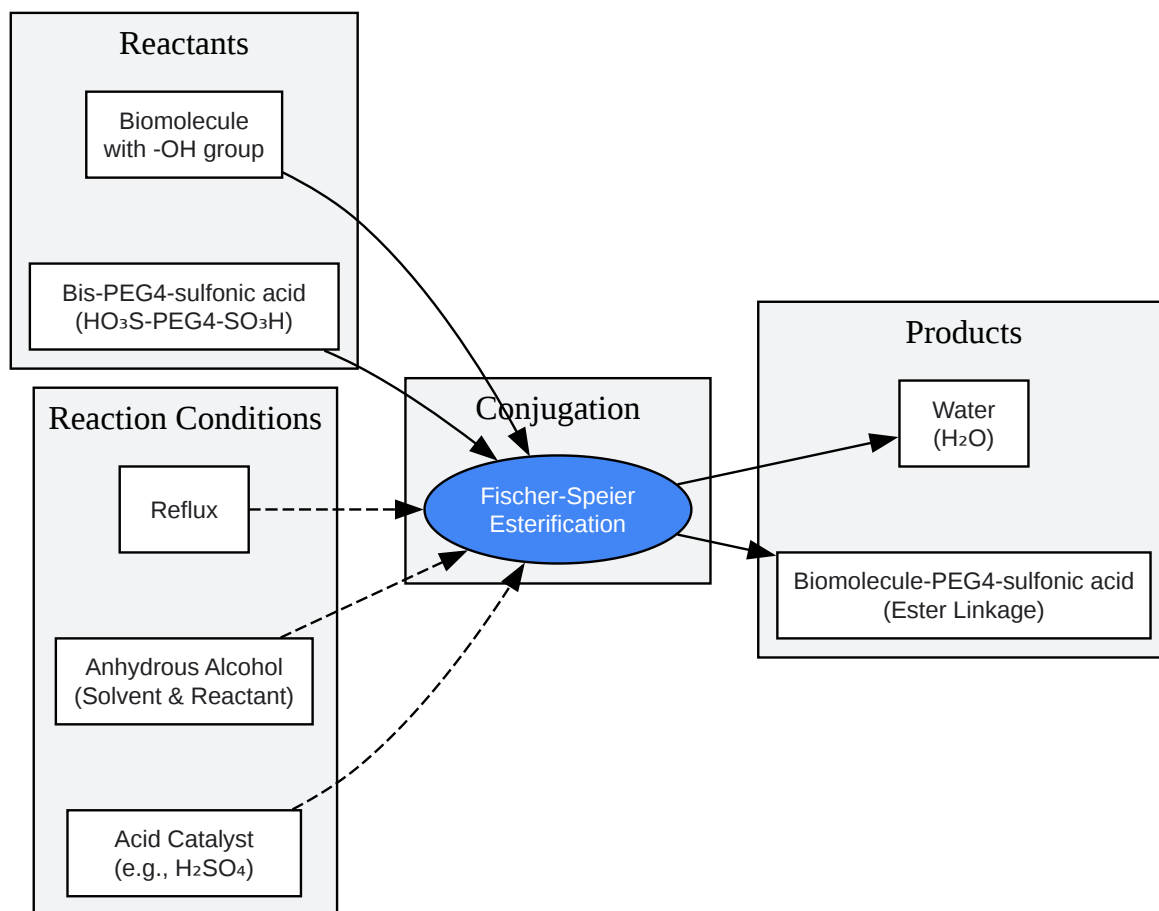 Reactants
Biomolecule
with -OH group
Bis-PEG4-sulfonic acid
(HO₃S-PEG4-SO₃H)
Reaction Conditions
Reflux
Anhydrous Alcohol
(Solvent & Reactant)
Acid Catalyst
(e.g., H₂SO₄)
Conjugation
Fischer-Speier
Esterification
Products
Water
(H₂O)
Biomolecule-PEG4-sulfonic acid
(Ester Linkage)